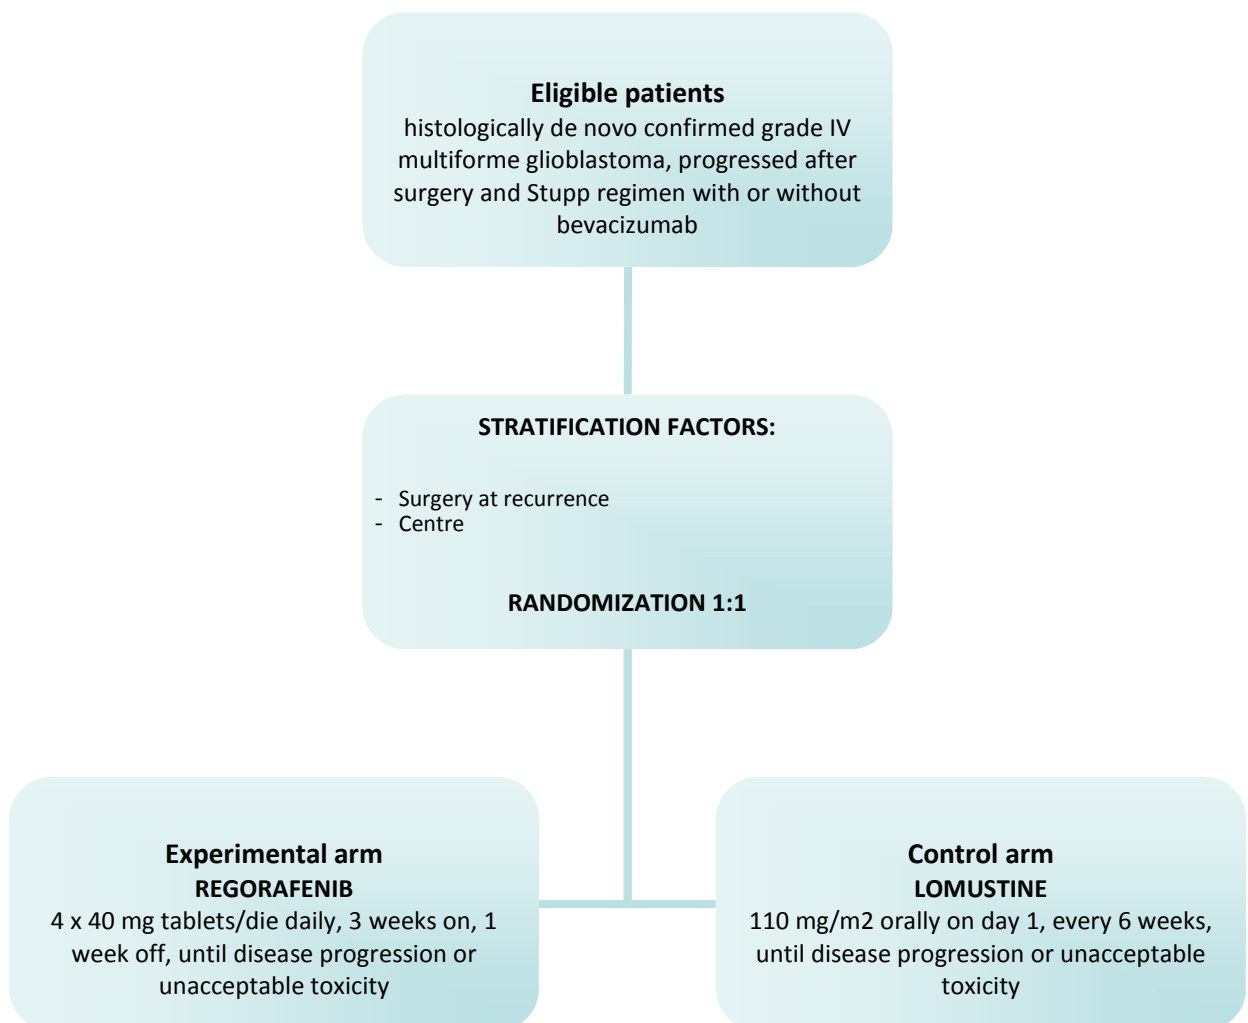 Eligible patients
histologically de novo confirmed grade IV
multiforme glioblastoma, progressed after
surgery and Stupp regimen with or without
bevacizumab
STRATIFICATION FACTORS:
- Surgery at recurrence
- Centre
RANDOMIZATION 1:1
Experimental arm
REGORAFENIB
4 x 40 mg tablets/die daily, 3 weeks on, 1
week off, until disease progression or
unacceptable toxicity
Control arm
LOMUSTINE
110 mg/m2 orally on day 1, every 6 weeks,
until disease progression or unacceptable
toxicity